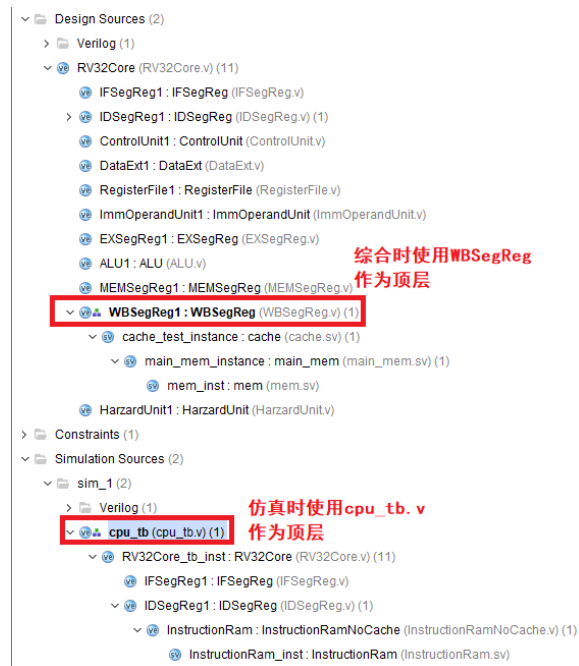 Design Sources (2)
Verilog (1)
RV32Core (RV32Core.v) (11)
IFSegReg1 : IFSegReg (IFSegReg.v)
IDSegReg1 : IDSegReg (IDSegReg.v) (1)
ControlUnit1 : ControlUnit (ControlUnit.v)
DataExt1 : DataExt (DataExt.v)
RegisterFile1 : RegisterFile (RegisterFile.v)
ImmOperandUnit1 : ImmOperandUnit (ImmOperandUnit.v)
EXSegReg1 : EXSegReg (EXSegReg.v)
ALU1 : ALU (ALU.v)
MEMSegReg1 : MEMSegReg (MEMSegReg.v)
综合时使用WBSegReg
作为顶层
WBSegReg1 : WBSegReg (WBSegReg.v) (1)
cache_test_instance : cache (cache.sv) (1)
main_mem_instance : main_mem (main_mem.sv) (1)
mem_inst : mem (mem.sv)
HarzardUnit1 : HarzardUnit (HarzardUnit.v)
Constraints (1)
Simulation Sources (2)
sim_1 (2)
Verilog (1)
仿真时使用cpu_tb.v
作为顶层
cpu_tb (cpu_tb.v) (1)
RV32Core_tb_inst : RV32Core (RV32Core.v) (11)
IFSegReg1 : IFSegReg (IFSegReg.v)
IDSegReg1 : IDSegReg (IDSegReg.v) (1)
InstructionRam : InstructionRamNoCache (InstructionRamNoCache.v) (1)
InstructionRam_inst : InstructionRam (InstructionRam.sv)